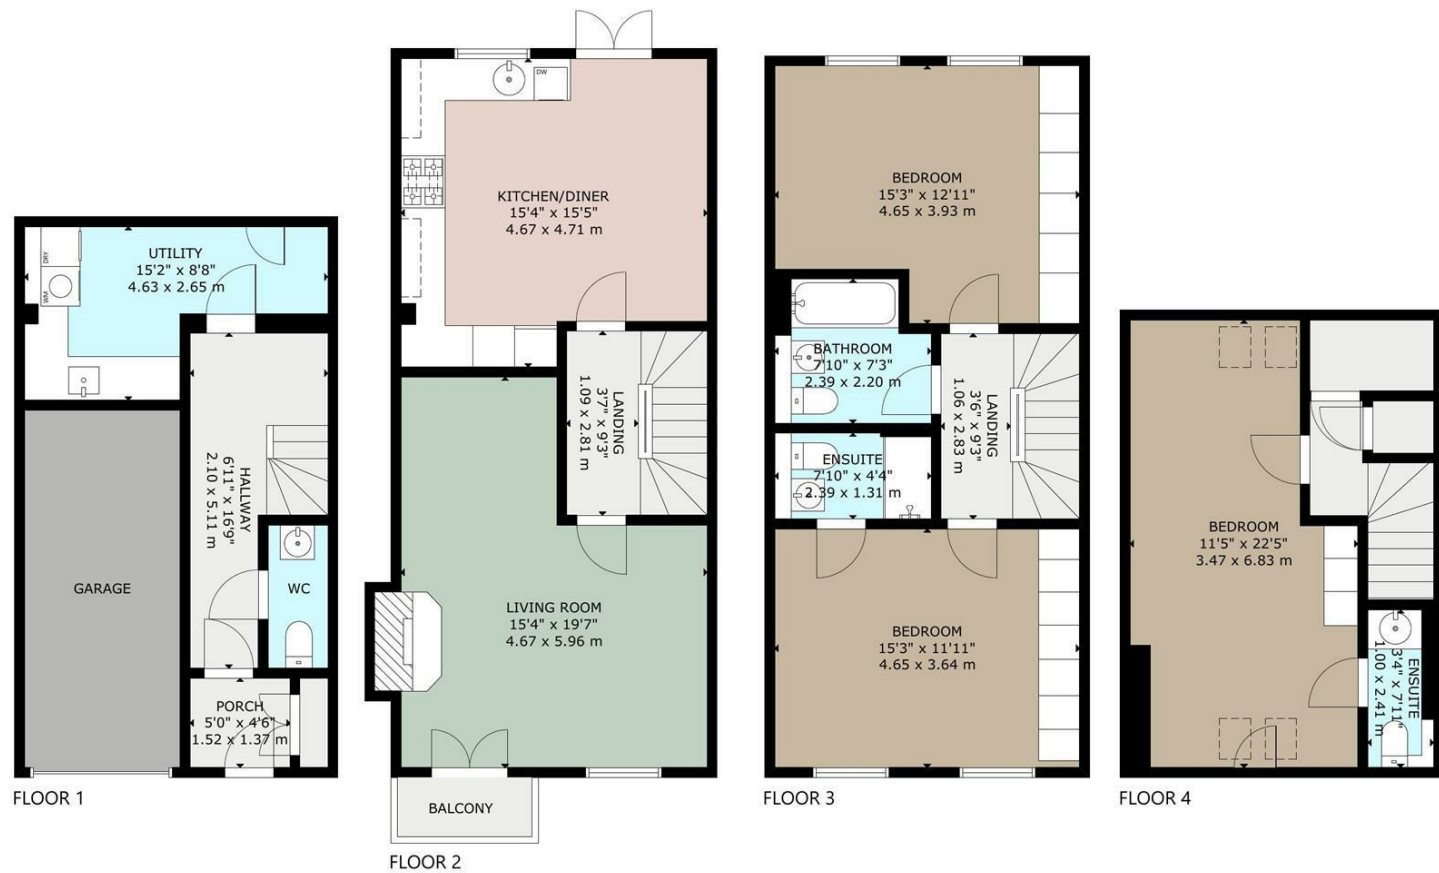 UTILITY
15'2" x 8'8"
4.63 x 2.65 m
DRY
WM
HALLWAY
6'11" x 16'9"
2.10 x 5.11 m
GARAGE
WC
PORCH
5'0" x 4'6"
1.52 x 1.37 m
FLOOR 1
DW
KITCHEN/DINER
15'4" x 15'5"
4.67 x 4.71 m
LANDING
3'7" x 9'3"
1.09 x 2.81 m
LIVING ROOM
15'4" x 19'7"
4.67 x 5.96 m
BALCONY
FLOOR 2
BEDROOM
15'3" x 12'11"
4.65 x 3.93 m
BATHROOM
7'10" x 7'3"
2.39 x 2.20 m
LANDING
3'6" x 9'3"
1.06 x 2.83 m
ENSUITE
7'10" x 4'4"
2.39 x 1.31 m
BEDROOM
15'3" x 11'11"
4.65 x 3.64 m
FLOOR 3
BEDROOM
11'5" x 22'5"
3.47 x 6.83 m
ENSUITE
3'4" x 7'11"
1.00 x 2.41 m
FLOOR 4